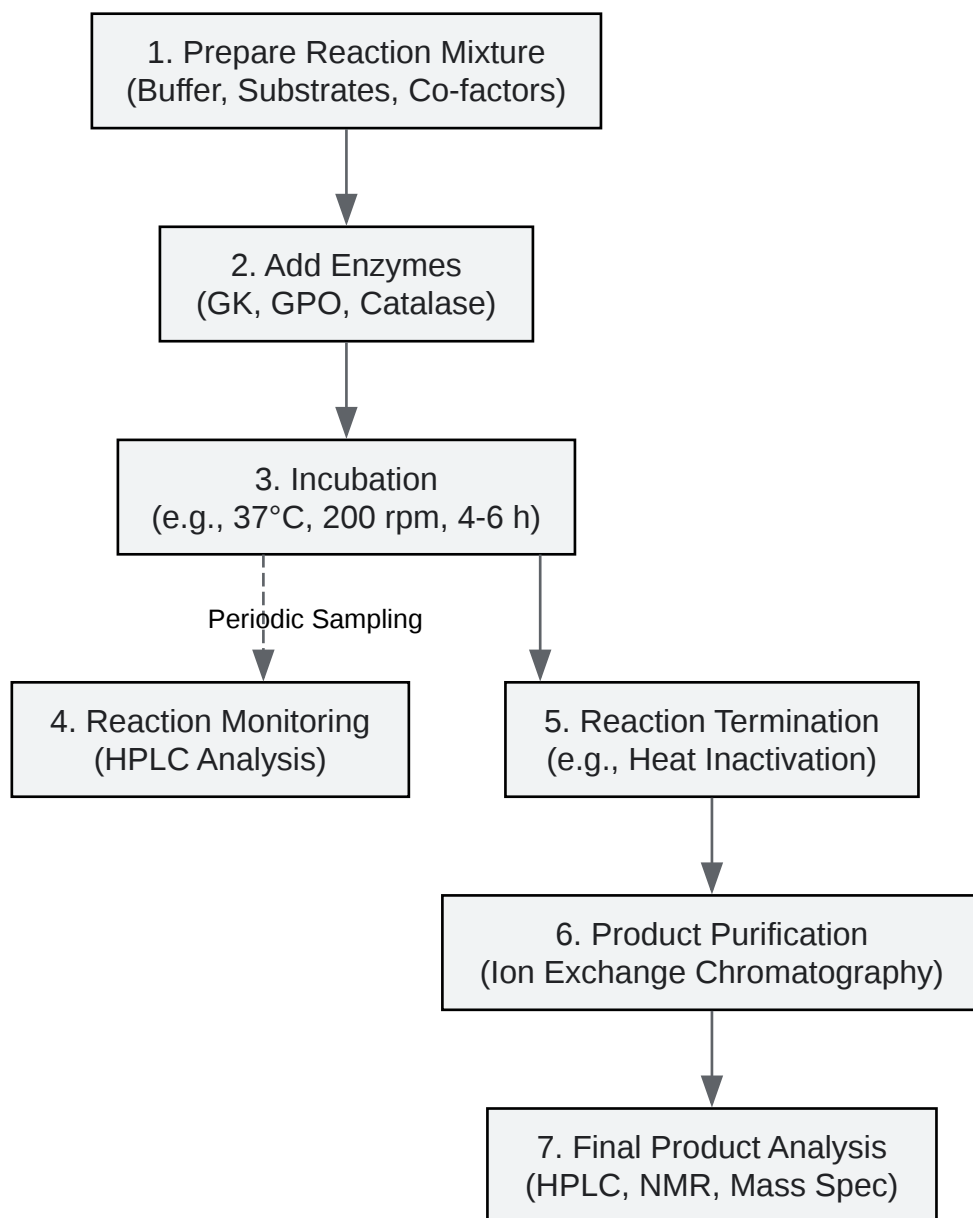 1. Prepare Reaction Mixture
(Buffer, Substrates, Co-factors)
2. Add Enzymes
(GK, GPO, Catalase)
3. Incubation
(e.g., 37°C, 200 rpm, 4-6 h)
Periodic Sampling
4. Reaction Monitoring
(HPLC Analysis)
5. Reaction Termination
(e.g., Heat Inactivation)
6. Product Purification
(Ion Exchange Chromatography)
7. Final Product Analysis
(HPLC, NMR, Mass Spec)